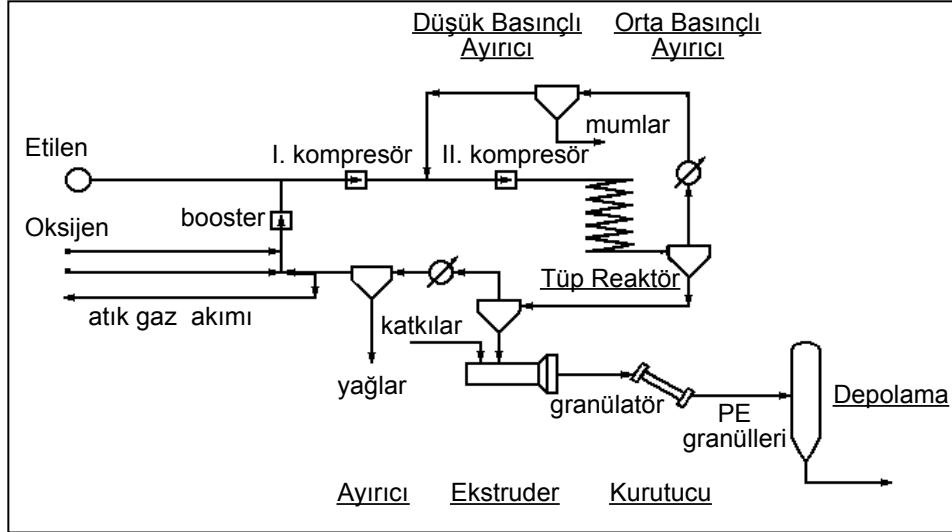 Düşük Basınçlı
Ayırıcı
Orta Basınçlı
Ayırıcı
mumlar
Etilen
I. kompresör
II. kompresör
booster
Oksijen
Tüp Reaktör
atık gaz akımı
katkılar
yağlar
granülatör
PE
granülleri
Depolama
Ayırıcı
Ekstruder
Kurutucu